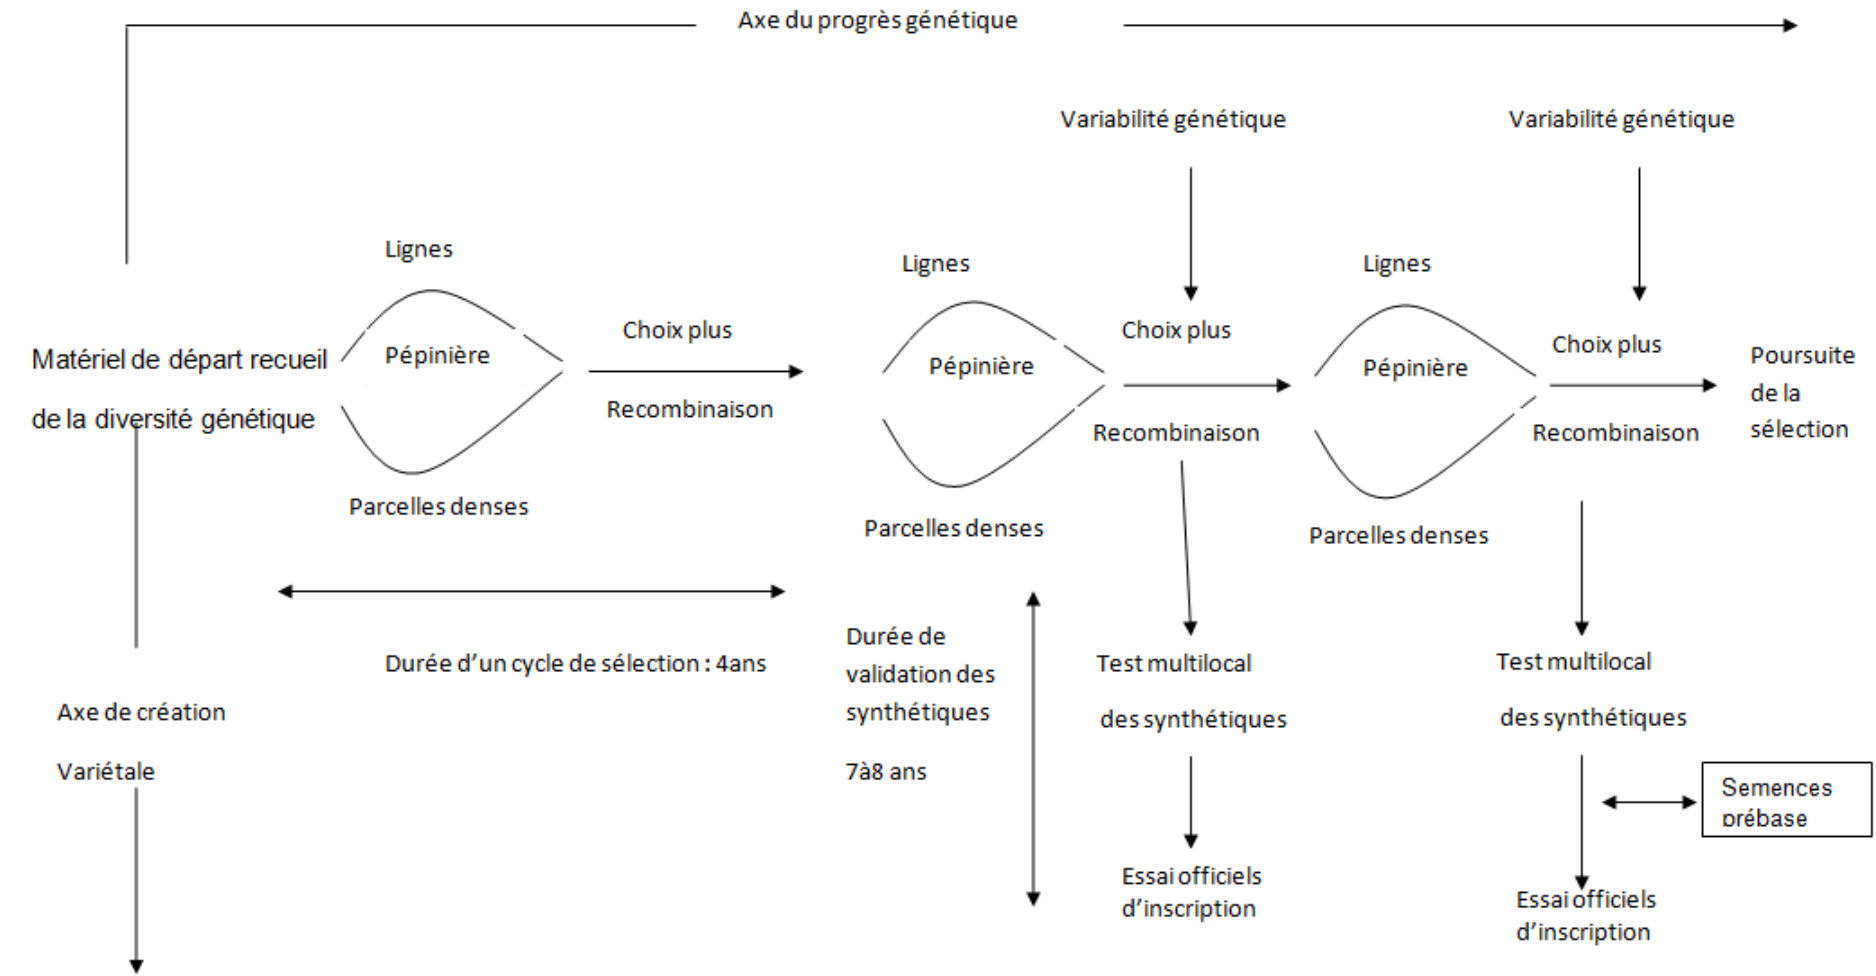 Axe du progrès génétique
Variabilité génétique
Variabilité génétique
Lignes
Pépinière
Parcelles denses
Matériel de départ recueil
de la diversité génétique
Choix plus
Recombinaison
Lignes
Pépinière
Parcelles denses
Choix plus
Recombinaison
Lignes
Pépinière
Parcelles denses
Choix plus
Recombinaison
Poursuite
de la
sélection
Durée d'un cycle de sélection : 4ans
Axe de création
Variétale
Durée de
validation des
synthétiques
7à8 ans
Test multilocal
des synthétiques
Essai officiels
d'inscription
Test multilocal
des synthétiques
Semences
prébase
Essai officiels
d'inscription